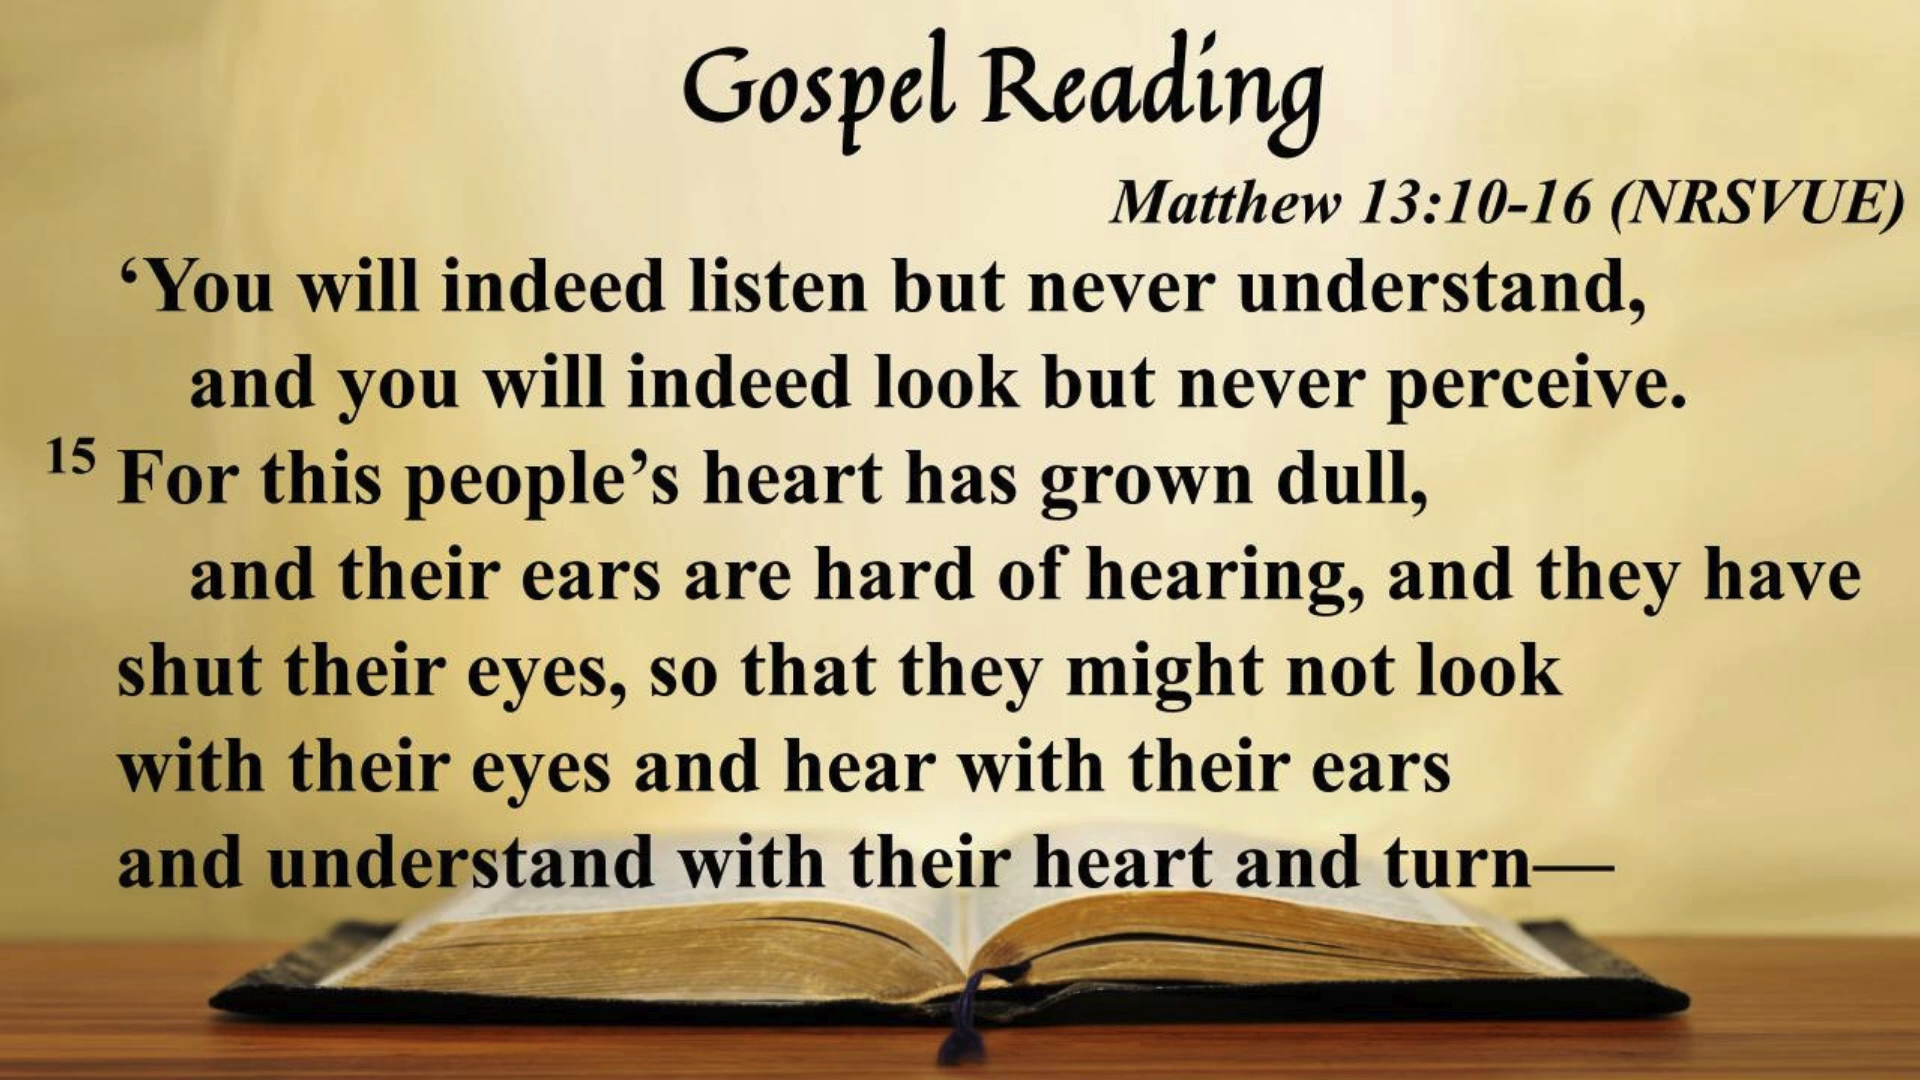 Gospel Reading
Matthew 13:10-16 (NRSVUE)
‘You will indeed listen but never understand,
and you will indeed look but never perceive.
15 For this people’s heart has grown dull,
and their ears are hard of hearing, and they have
shut their eyes, so that they might not look
with their eyes and hear with their ears
and understand with their heart and turn—